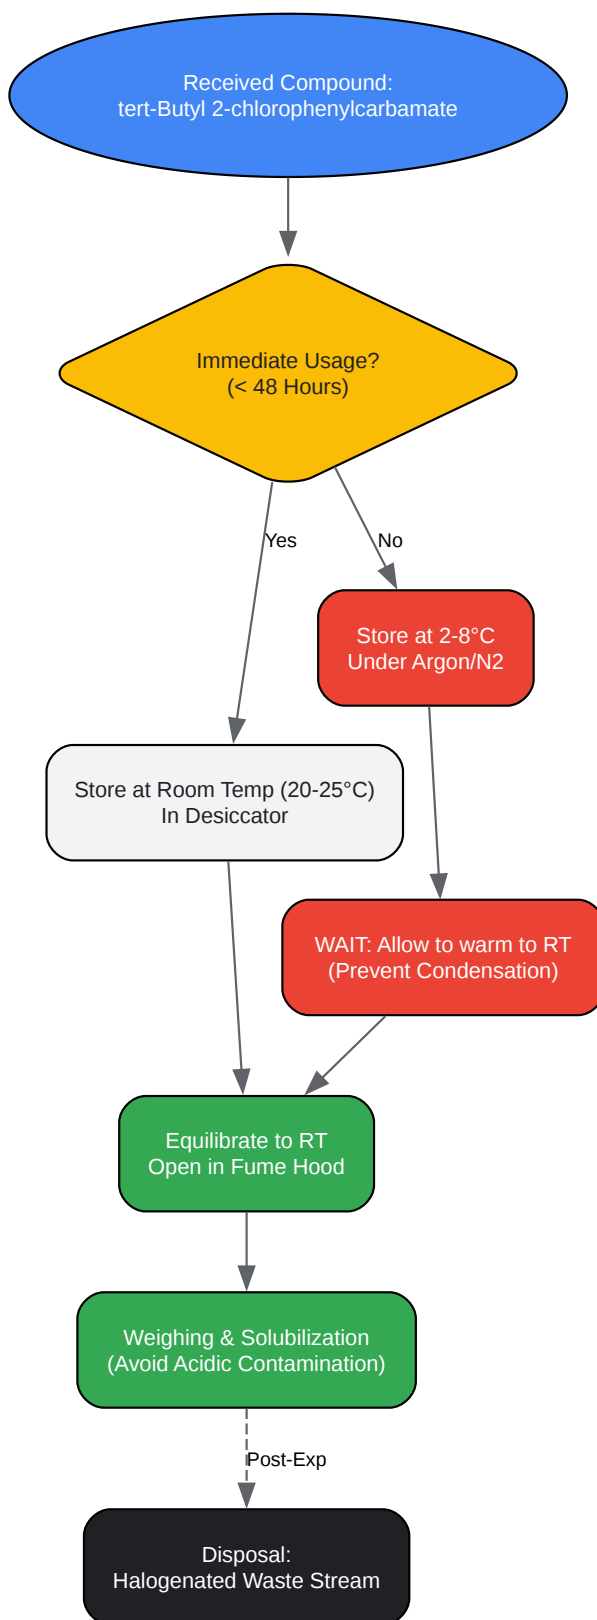 Received Compound:
tert-Butyl 2-chlorophenylcarbamate
Immediate Usage?
(< 48 Hours)
Yes
No
Store at 2-8°C
Under Argon/N2
Store at Room Temp (20-25°C)
In Desiccator
WAIT: Allow to warm to RT
(Prevent Condensation)
Equilibrate to RT
Open in Fume Hood
Weighing & Solubilization
(Avoid Acidic Contamination)
Post-Exp
Disposal:
Halogenated Waste Stream